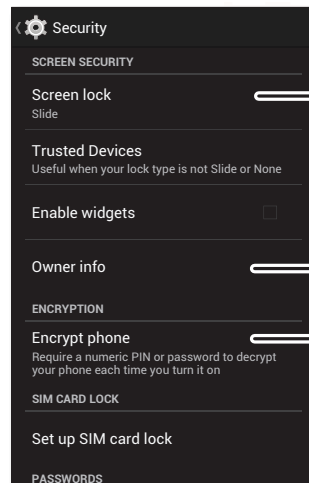 Security
SCREEN SECURITY
Screen lock
Slide
Trusted Devices
Useful when your lock type is not Slide or None
Enable widgets
Owner info
ENCRYPTION
Encrypt phone
Require a numeric PIN or password to decrypt
your phone each time you turn it on
SIM CARD LOCK
Set up SIM card lock
PASSWORDS